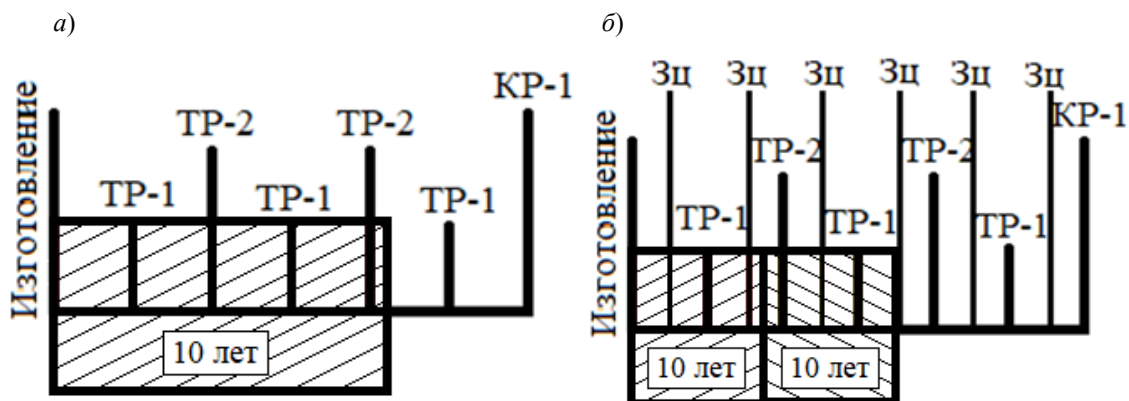 а)
Изготовление
ТР-1
ТР-2
ТР-1
ТР-2
ТР-1
КР-1
10 лет
б)
Изготовление
Зц
Зц
Зц
Зц
Зц
Зц
ТР-1
ТР-2
ТР-1
ТР-2
ТР-1
КР-1
10 лет
10 лет